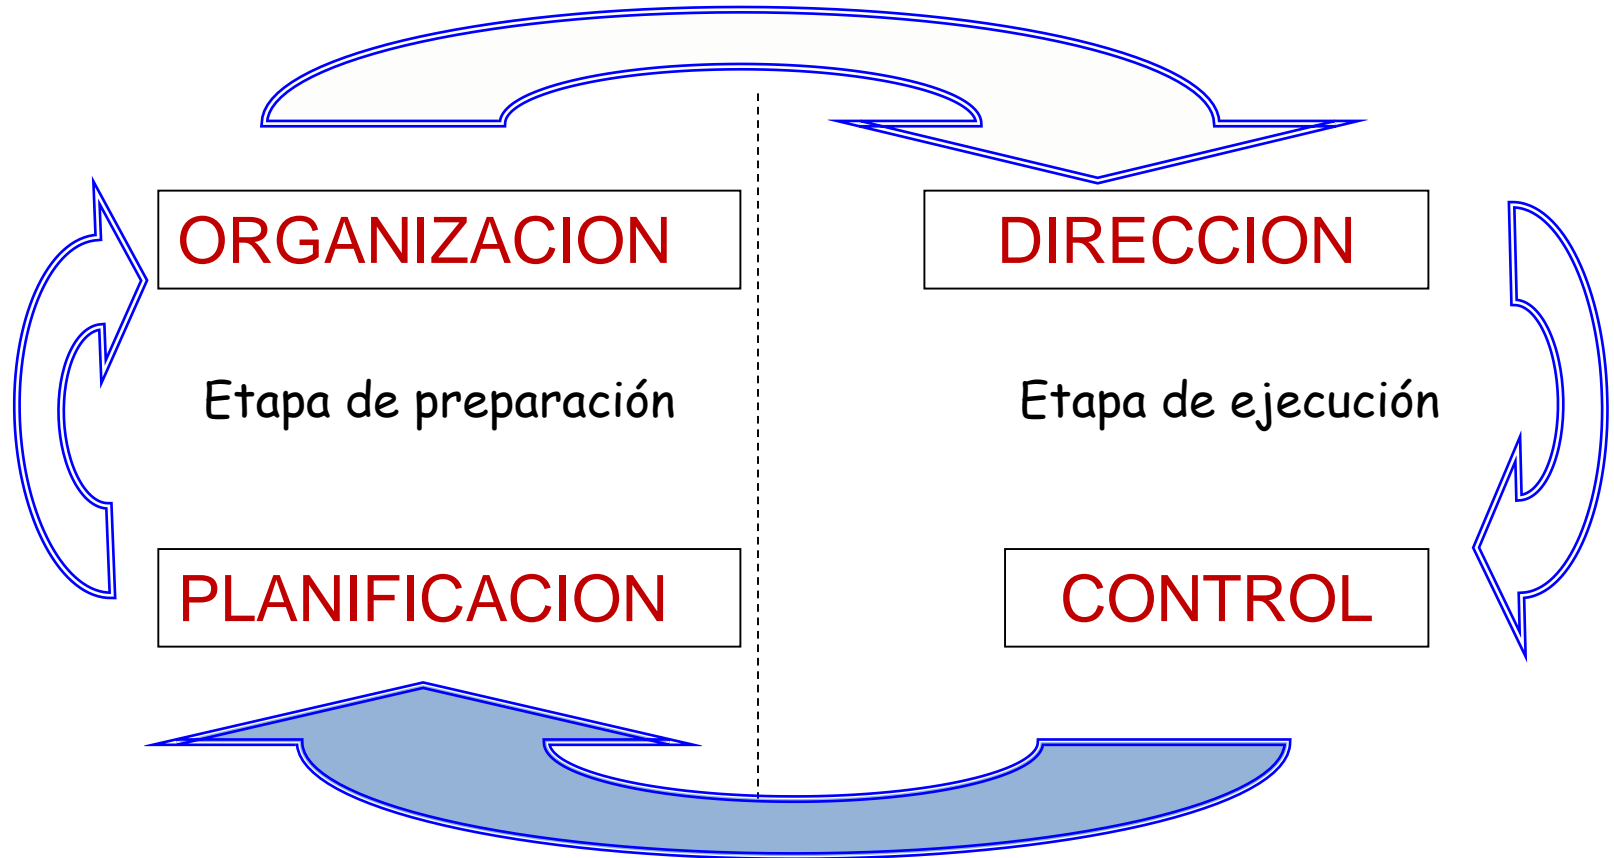 ORGANIZACION
DIRECCION
Etapa de preparación
Etapa de ejecución
PLANIFICACION
CONTROL